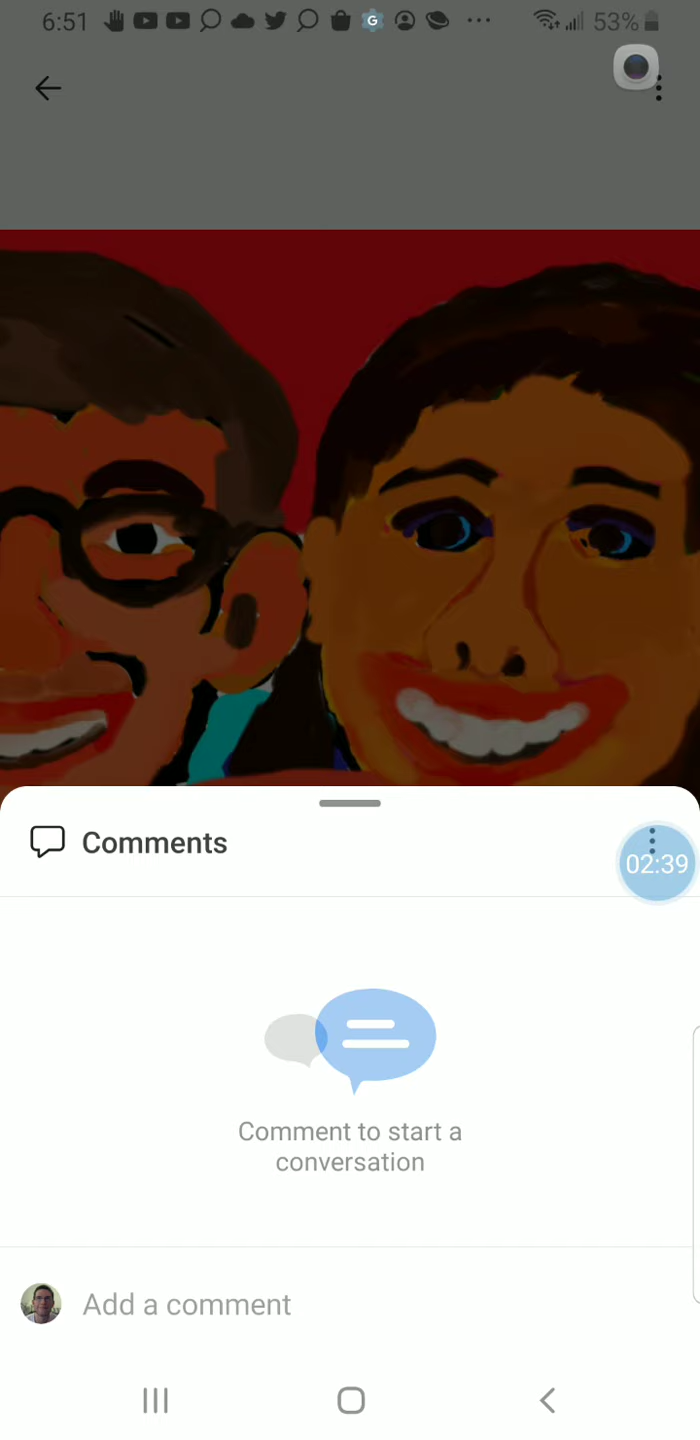 6:51
G
53%
Comments
02:39
Comment to start a
conversation
Add a comment